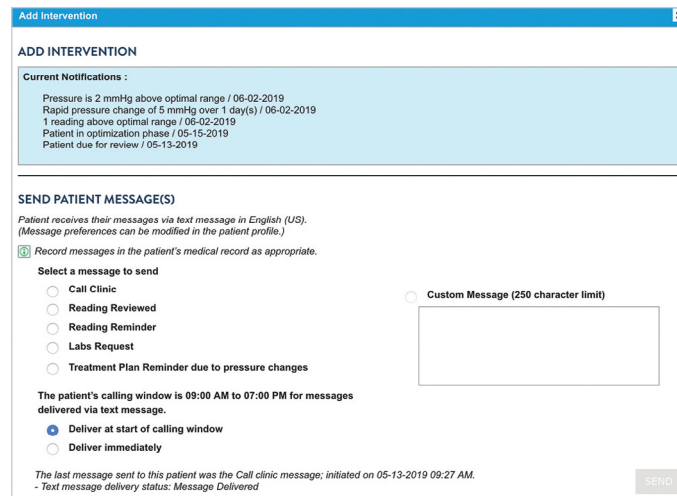 Add Intervention
ADD INTERVENTION
Current Notifications :
Pressure is 2 mmHg above optimal range / 06-02-2019
Rapid pressure change of 5 mmHg over 1 day(s) / 06-02-2019
1 reading above optimal range / 06-02-2019
Patient in optimization phase / 05-15-2019
Patient due for review / 05-13-2019
SEND PATIENT MESSAGE(S)
Patient receives their messages via text message in English (US).
(Message preferences can be modified in the patient profile.)
Record messages in the patient's medical record as appropriate.
Select a message to send
Call Clinic
Reading Reviewed
Reading Reminder
Labs Request
Treatment Plan Reminder due to pressure changes
Custom Message (250 character limit)
The patient's calling window is 09:00 AM to 07:00 PM for messages
delivered via text message.
Deliver at start of calling window
Deliver immediately
The last message sent to this patient was the Call clinic message; initiated on 05-13-2019 09:27 AM.
- Text message delivery status: Message Delivered
SEND